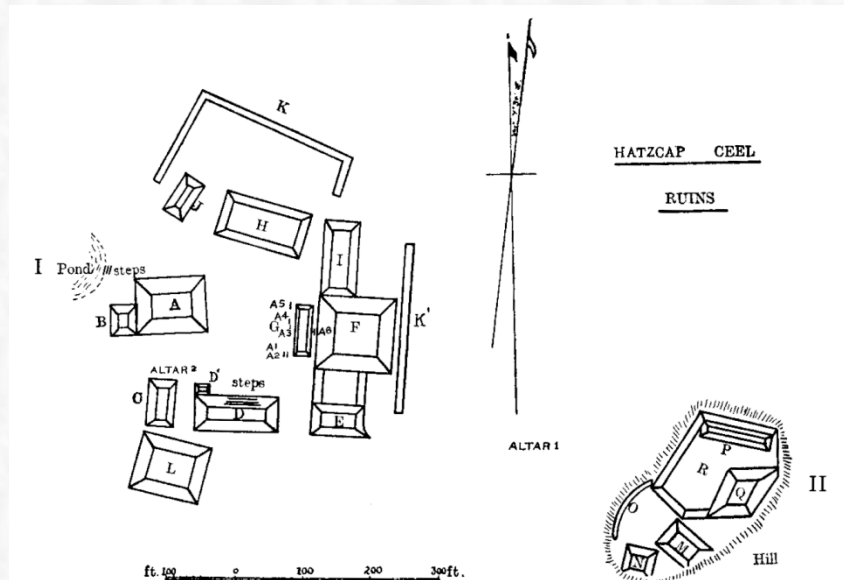 HATZCAP CEEL
RUINS
K
J
H
I
I Pond steps
A
B
A5
A4
G A3 A6
A1
A2
F
K'
ALTAR 2
D'
steps
C
D
E
L
ALTAR 1
P
R
Q
II
O
M
N
Hill
ft. 100 0 100 200 300 ft.